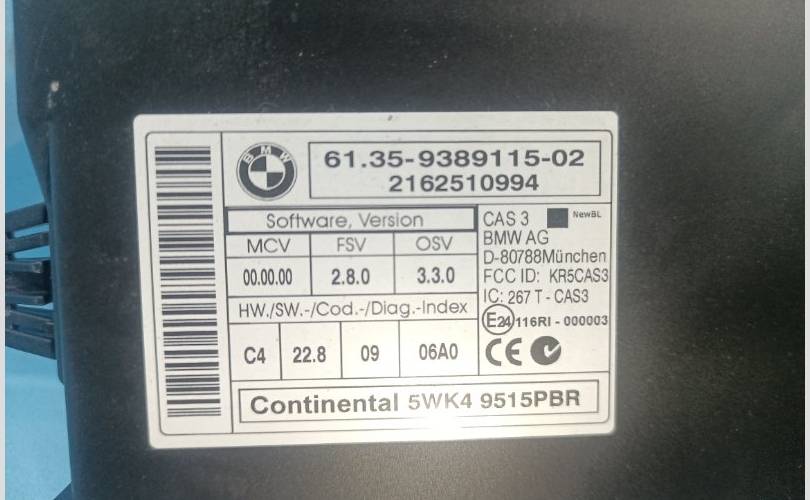 BMW
61.35-9389115-02
2162510994
Software, Version
MCV FSV OSV
00.00.00 2.8.0 3.3.0
HW./SW.-/Cod.-/Diag.-Index
C4 22.8 09 06A0
CAS 3 NewBL
BMW AG
D-80788München
FCC ID: KR5CAS3
IC: 267 T - CAS3
E24 116RI - 000003
CE
Continental 5WK4 9515PBR